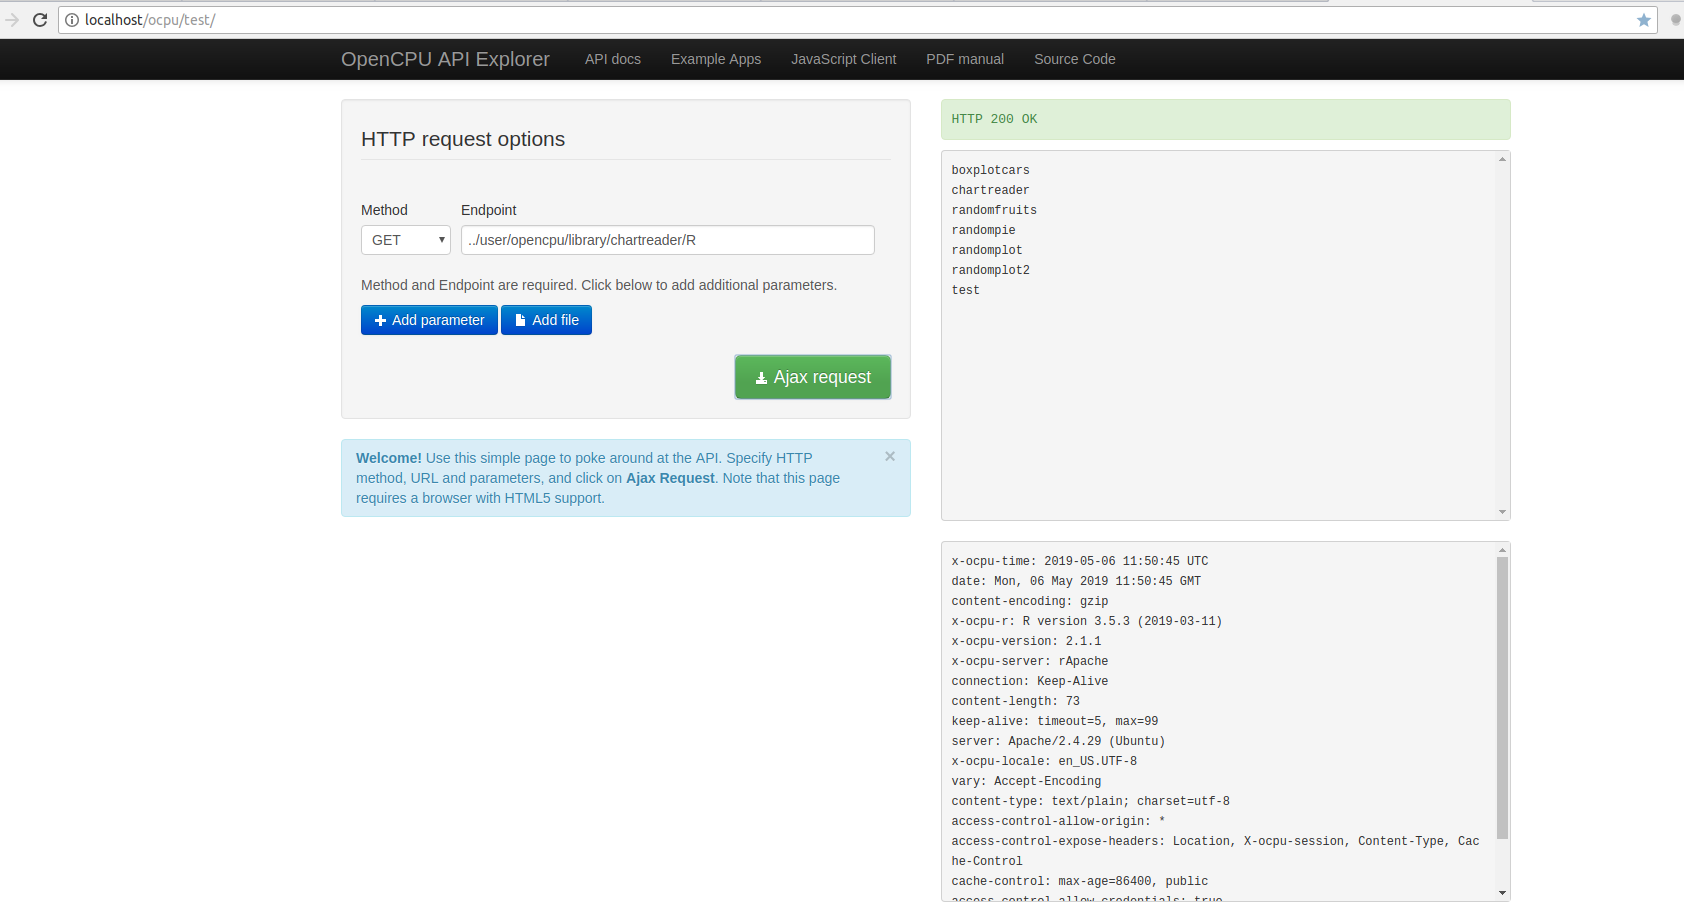 localhost/ocpu/test/
OpenCPU API Explorer API docs Example Apps JavaScript Client PDF manual Source Code
HTTP request options
Method Endpoint
GET ../user/opencpu/library/chartreader/R
Method and Endpoint are required. Click below to add additional parameters.
Add parameter Add file
Ajax request
Welcome! Use this simple page to poke around at the API. Specify HTTP
method, URL and parameters, and click on Ajax Request. Note that this page
requires a browser with HTML5 support.
×
HTTP 200 OK
boxplotcars
chartreader
randomfruits
randompie
randomplot
randomplot2
test
x-ocpu-time: 2019-05-06 11:50:45 UTC
date: Mon, 06 May 2019 11:50:45 GMT
content-encoding: gzip
x-ocpu-r: R version 3.5.3 (2019-03-11)
x-ocpu-version: 2.1.1
x-ocpu-server: rApache
connection: Keep-Alive
content-length: 73
keep-alive: timeout=5, max=99
server: Apache/2.4.29 (Ubuntu)
x-ocpu-locale: en_US.UTF-8
vary: Accept-Encoding
content-type: text/plain; charset=utf-8
access-control-allow-origin: *
access-control-expose-headers: Location, X-ocpu-session, Content-Type, Cac
he-Control
cache-control: max-age=86400, public
access-control-allow-credentials: true